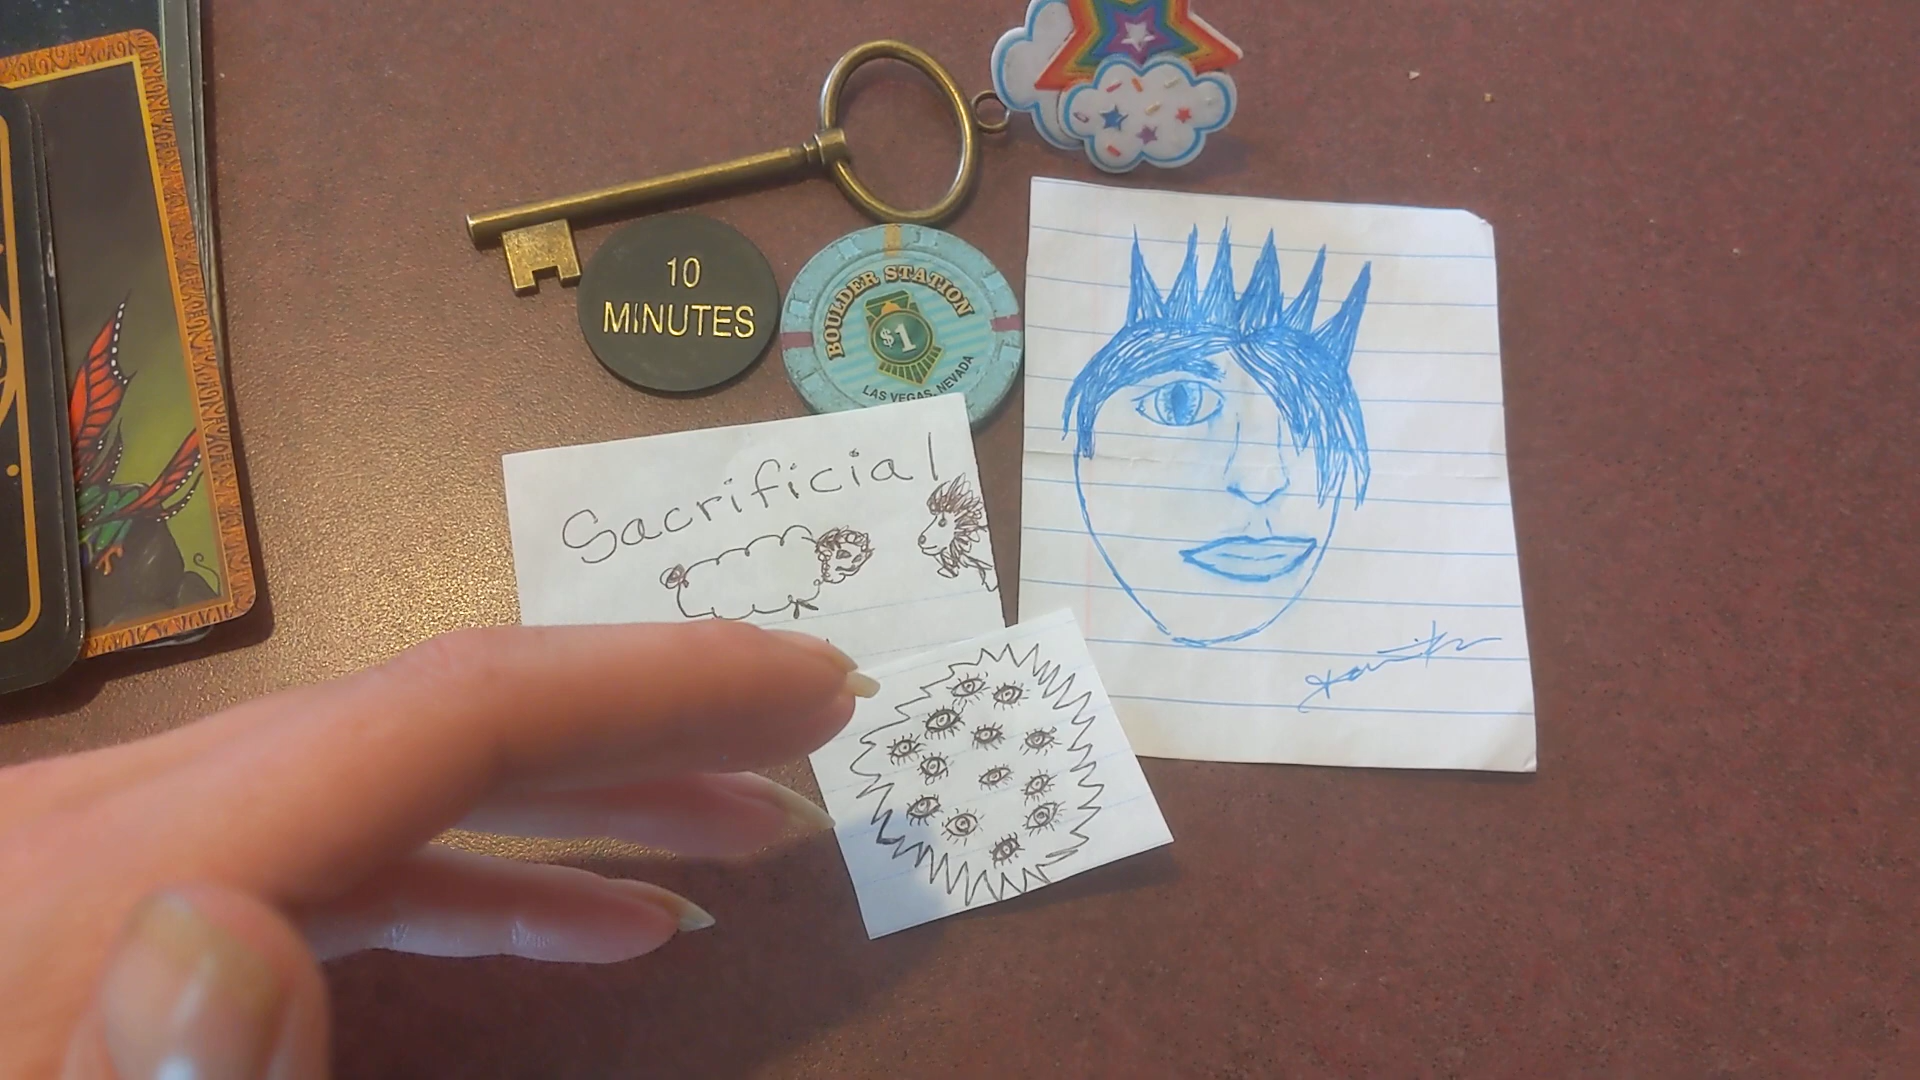 10
MINUTES
BOULDER STATION
$1
LAS VEGAS, NEVADA
Sacrificial